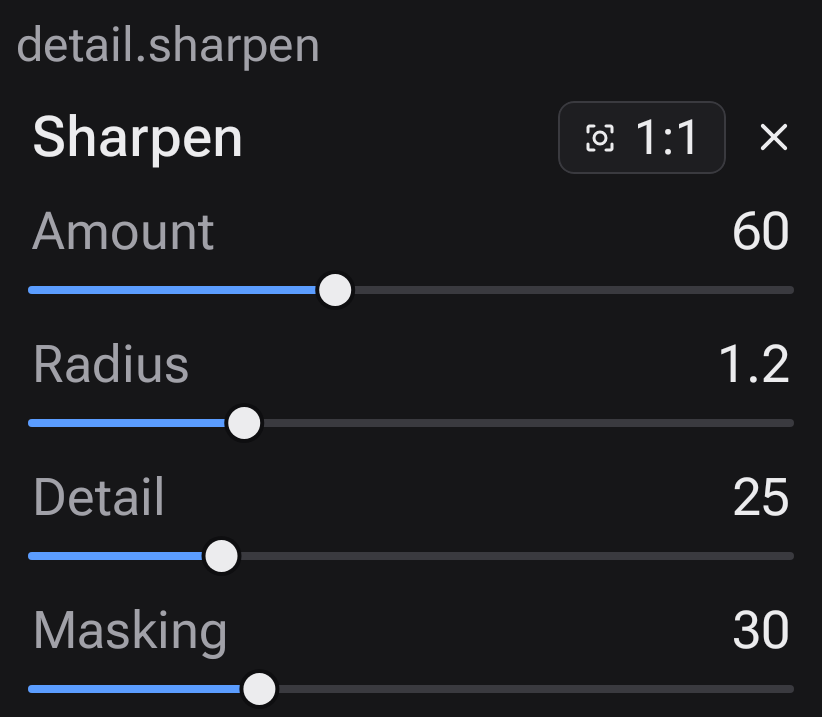 detail.sharpen
Sharpen 1:1
Amount 60
Radius 1.2
Detail 25
Masking 30